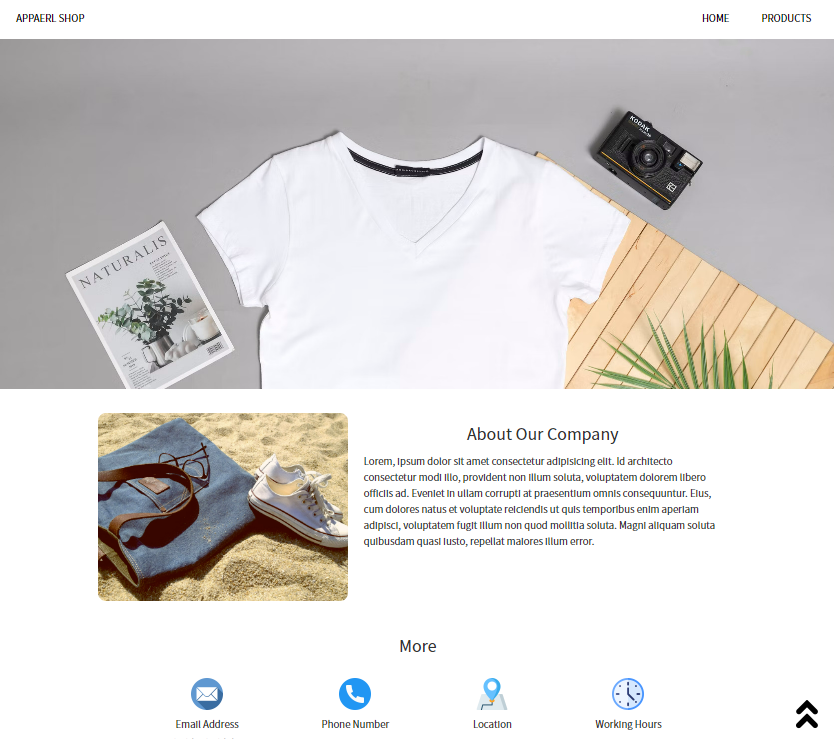 APPAERL SHOP
HOME
PRODUCTS
KODAK
NATURALIS
About Our Company
Lorem, ipsum dolor sit amet consectetur adipisicing elit. Id architecto
consectetur modi illo, provident non illum soluta, voluptatem dolorem libero
officiis ad. Eveniet in ullam corrupti at praesentium omnis consequuntur. Eius,
cum dolores natus et voluptate reiciendis ut quis temporibus enim aperiam
adipisci, voluptatem fugit illum non quod mollitia soluta. Magni aliquam soluta
quibusdam quasi iusto, repellat maiores illum error.
More
Email Address
Phone Number
Location
Working Hours